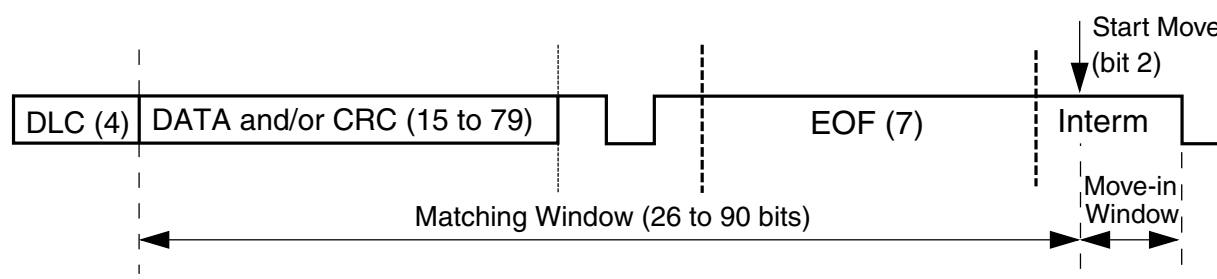 Start Move
(bit 2)
DLC (4) DATA and/or CRC (15 to 79) EOF (7) Interm
Move-in
Window
Matching Window (26 to 90 bits)